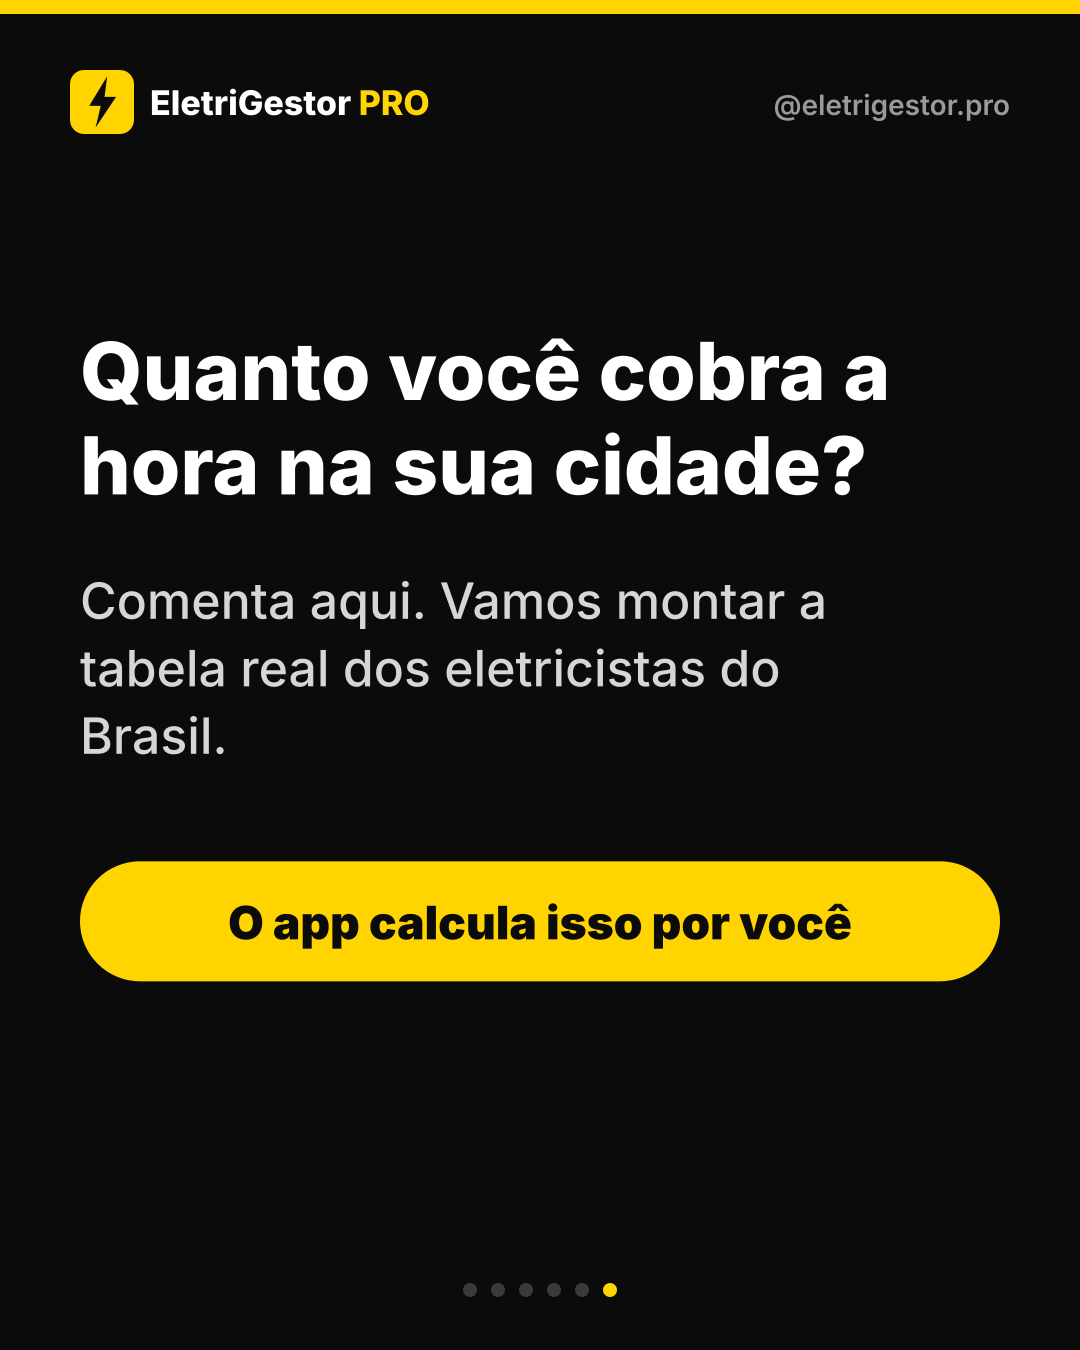 EletriGestor PRO
@eletrigestor.pro
Quanto você cobra a
hora na sua cidade?
Comenta aqui. Vamos montar a
tabela real dos eletricistas do
Brasil.
O app calcula isso por você